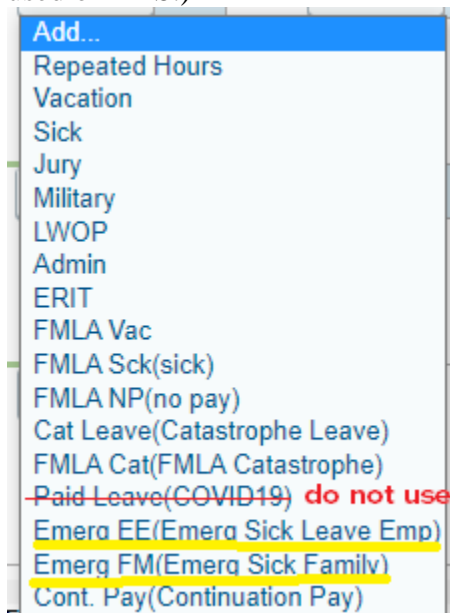 Add...
Repeated Hours
Vacation
Sick
Jury
Military
LWOP
Admin
ERIT
FMLA Vac
FMLA Sck(sick)
FMLA NP(no pay)
Cat Leave(Catastrophe Leave)
FMLA Cat(FMLA Catastrophe)
Paid Leave(COVID19) do not use
Emerg EE(Emerg Sick Leave Emp)
Emerg FM(Emerg Sick Family)
Cont. Pay(Continuation Pay)